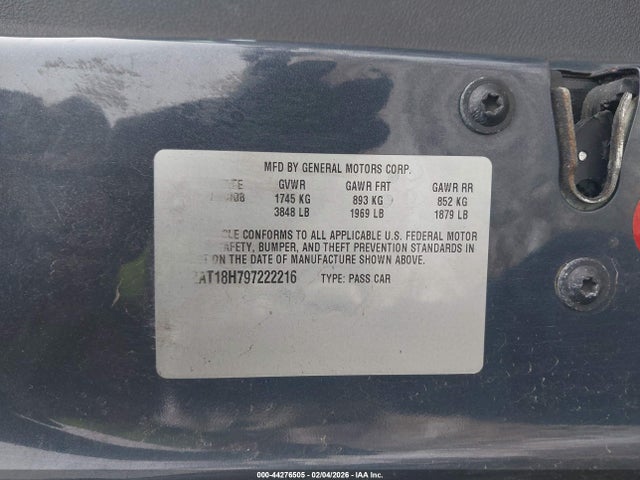 MFD BY GENERAL MOTORS CORP.
GVWR GAWR FRT GAWR RR
1745 KG 893 KG 852 KG
3848 LB 1969 LB 1879 LB
CONFORMS TO ALL APPLICABLE U.S. FEDERAL MOTOR
SAFETY, BUMPER, AND THEFT PREVENTION STANDARDS IN
ON THE DATE OF MANUFACTURE SHOWN ABOVE.
AT18H797222216 TYPE: PASS CAR
000-44276505 - 02/04/2026 - IAA Inc.